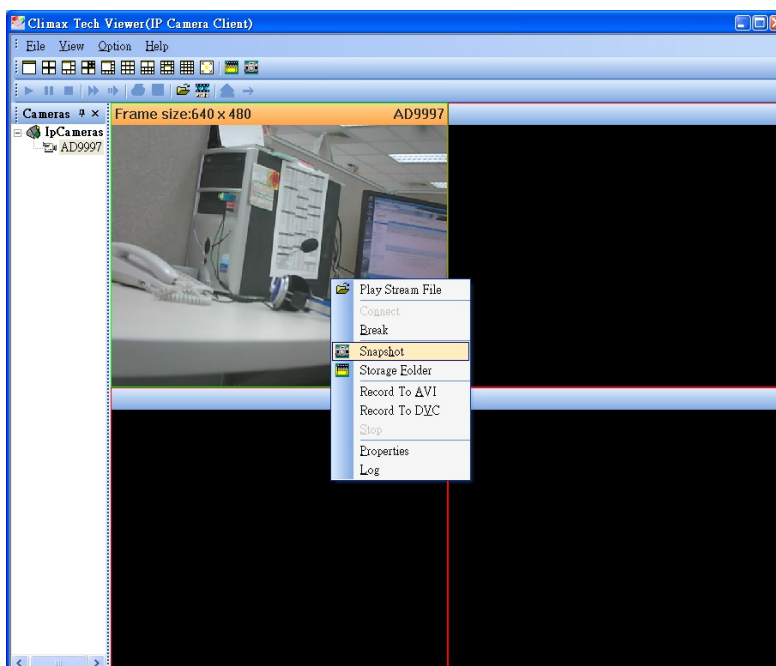 Climax Tech Viewer(IP Camera Client)
File View Option Help
Cameras
Frame size:640 x 480 AD9997
IpCameras
AD9997
Play Stream File
Connect
Break
Snapshot
Storage Folder
Record To AVI
Record To DVC
Stop
Properties
Log